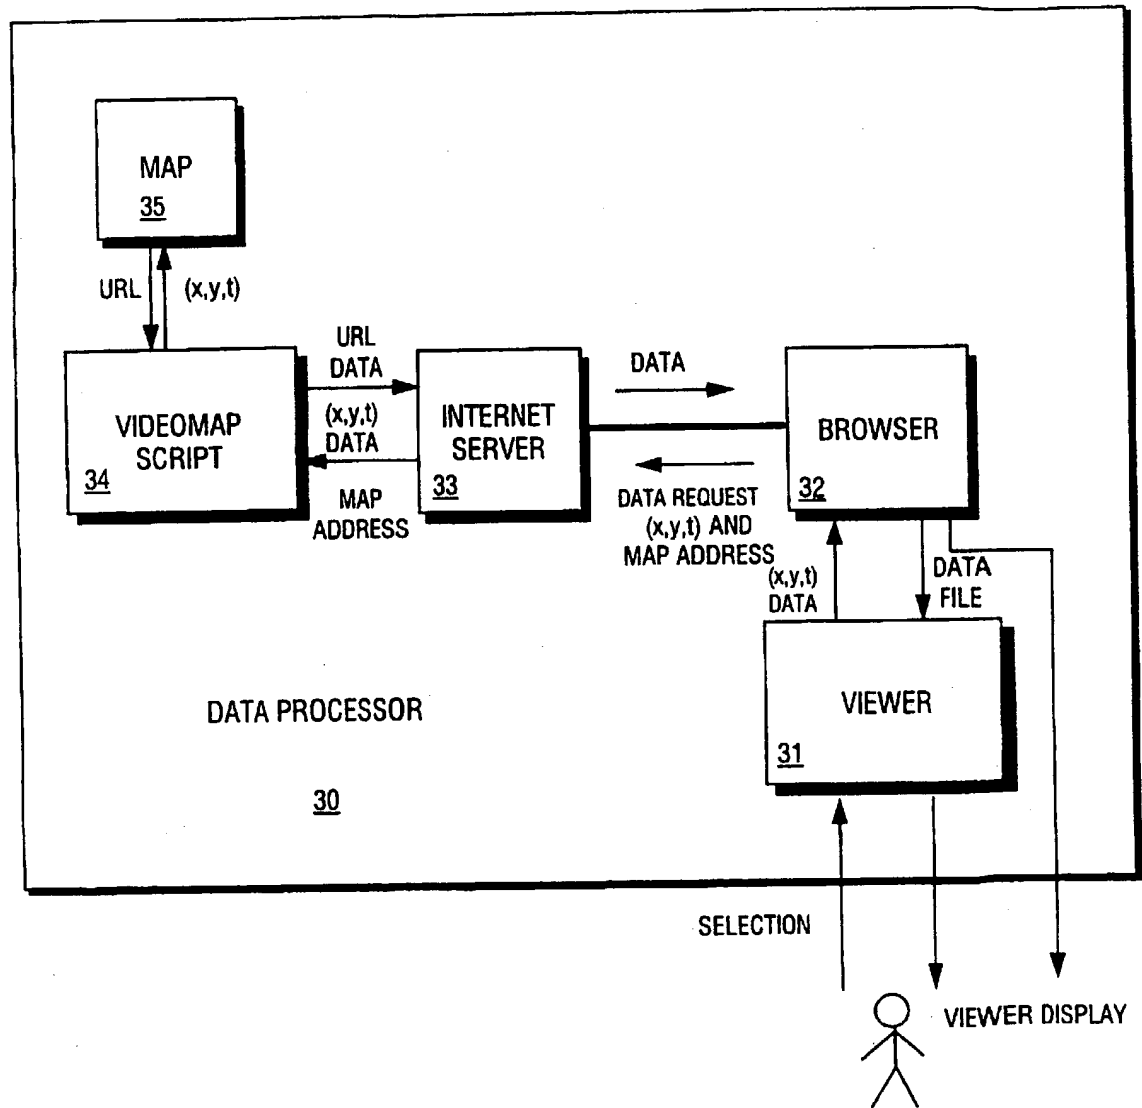 MAP
35
URL
(x,y,t)
URL
DATA
(x,y,t)
DATA
MAP
ADDRESS
VIDEOMAP
SCRIPT
34
INTERNET
SERVER
33
DATA
DATA REQUEST
(x,y,t) AND
MAP ADDRESS
BROWSER
32
(x,y,t)
DATA
DATA
FILE
VIEWER
31
DATA PROCESSOR
30
SELECTION
VIEWER DISPLAY